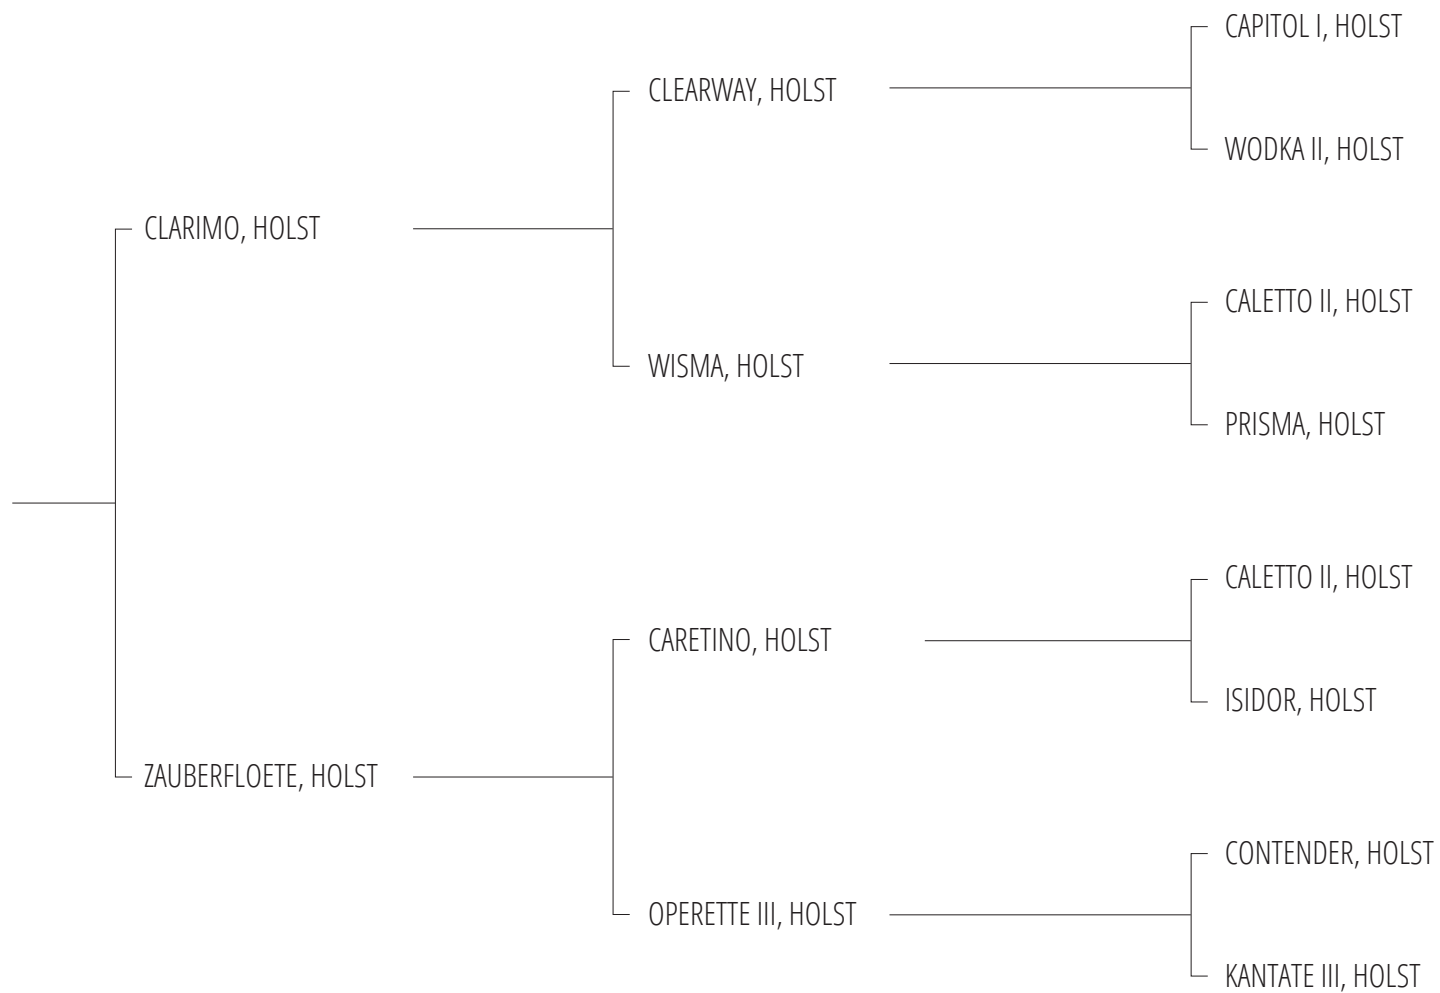 CAPITOL I, HOLST
CLEARWAY, HOLST
WODKA II, HOLST
CLARIMO, HOLST
CALETTO II, HOLST
WISMA, HOLST
PRISMA, HOLST
CALETTO II, HOLST
CARETINO, HOLST
ISIDOR, HOLST
ZAUBERFLOETE, HOLST
CONTENDER, HOLST
OPERETTE III, HOLST
KANTATE III, HOLST